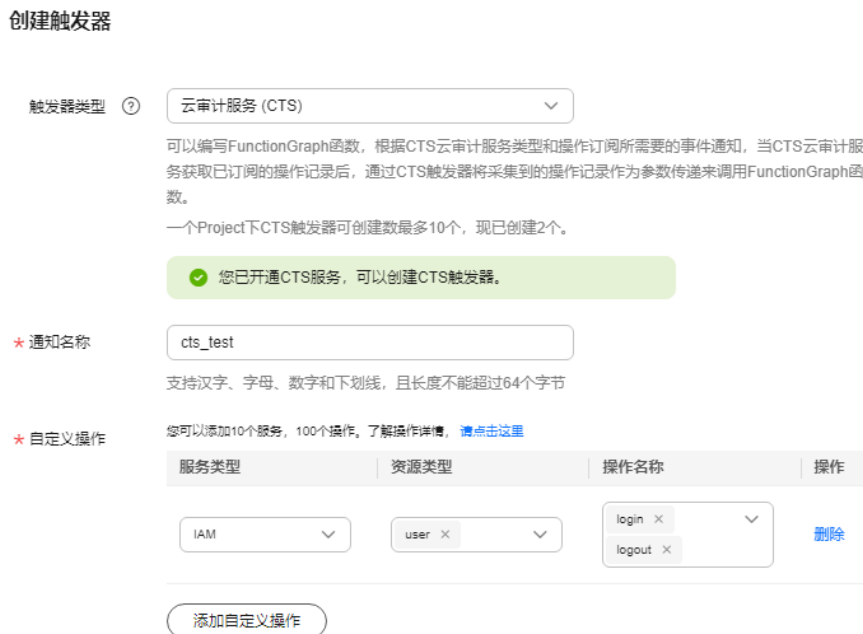 创建触发器
触发器类型 ? 云审计服务 (CTS)
可以编写FunctionGraph函数，根据CTS云审计服务类型和操作订阅所需要的事件通知，当CTS云审计服
务获取已订阅的操作记录后，通过CTS触发器将采集到的操作记录作为参数传递来调用FunctionGraph函
数。
一个Project下CTS触发器可创建数最多10个，现已创建2个。
您已开通CTS服务，可以创建CTS触发器。
* 通知名称 cts_test
支持汉字、字母、数字和下划线，且长度不能超过64个字节
* 自定义操作 您可以添加10个服务，100个操作。了解操作详情，请点击这里
服务类型 资源类型 操作名称 操作
IAM user × login × 删除
logout ×
添加自定义操作